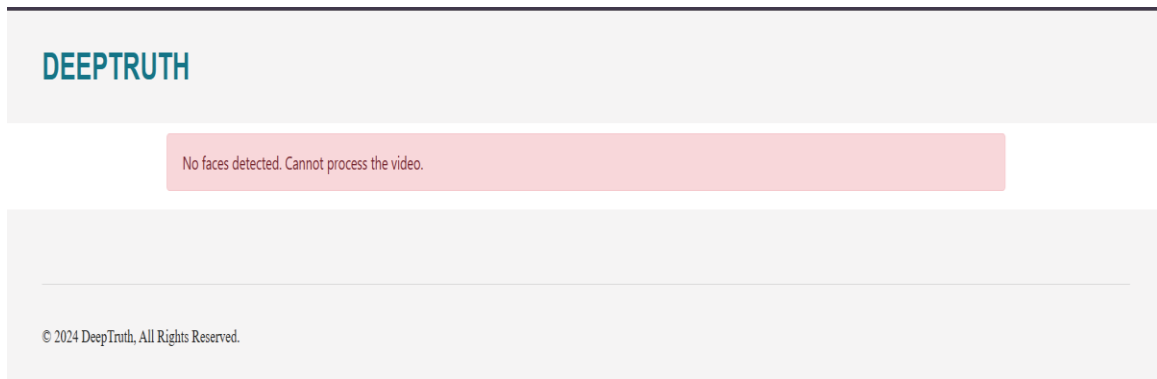 DEEPTRUTH
No faces detected. Cannot process the video.
© 2024 DeepTruth, All Rights Reserved.